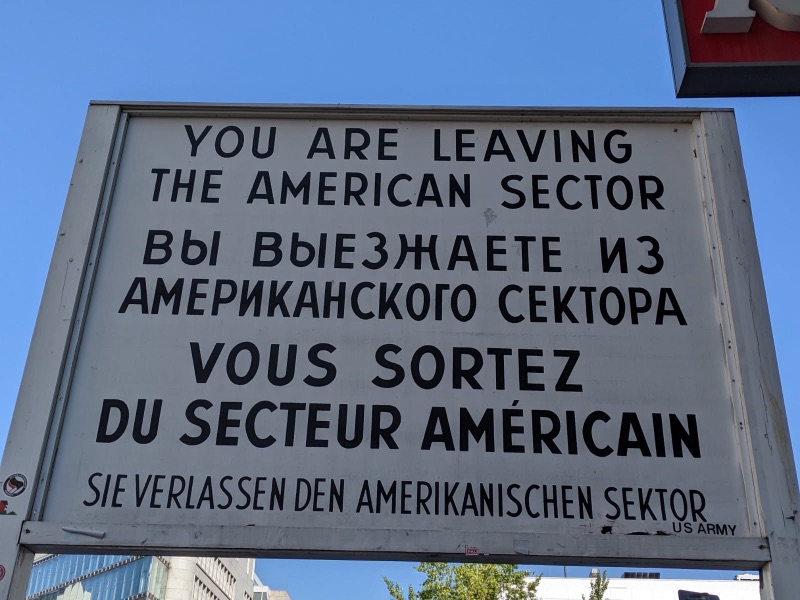 YOU ARE LEAVING
THE AMERICAN SECTOR
ВЫ ВЫЕЗЖАЕТЕ ИЗ
АМЕРИКАНСКОГО СЕКТОРА
VOUS SORTEZ
DU SECTEUR AMÉRICAIN
SIE VERLASSEN DEN AMERIKANISCHEN SEKTOR
US ARMY